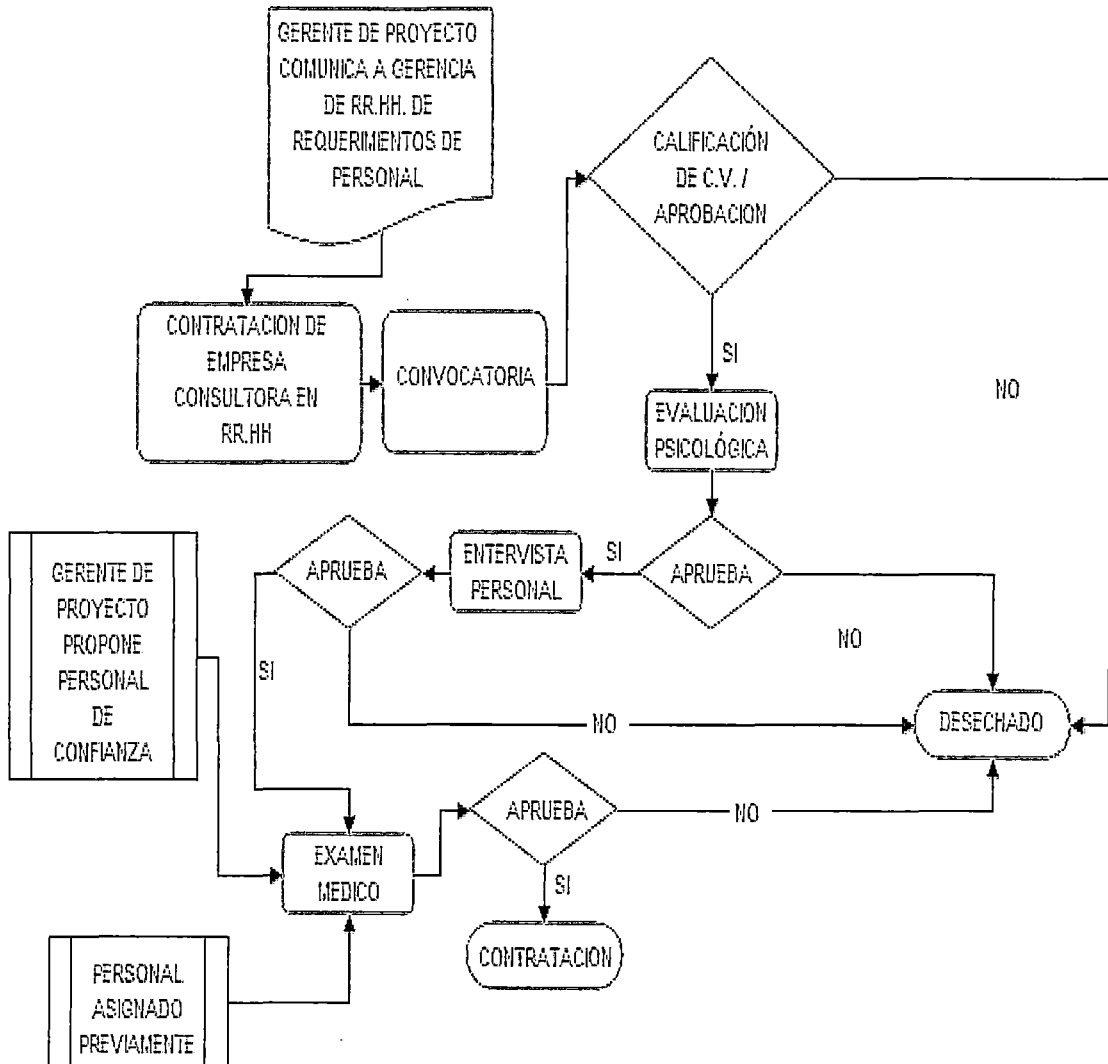 GERENTE DE PROYECTO
COMUNICA A GERENCIA
DE RR.HH. DE
REQUERIMIENTOS DE
PERSONAL
CALIFICACIÓN
DE C.V. /
APROBACION
CONTRATACION DE
EMPRESA
CONSULTORA EN
RR.HH
CONVOCATORIA
SI
NO
EVALUACION
PSICOLÓGICA
GERENTE DE
PROYECTO
PROPONE
PERSONAL
DE
CONFIANZA
APRUEBA
ENTERVISTA
PERSONAL
SI
APRUEBA
NO
SI
NO
DESECHADO
APRUEBA
NO
EXAMEN
MEDICO
SI
CONTRATACION
PERSONAL
ASIGNADO
PREVIAMENTE